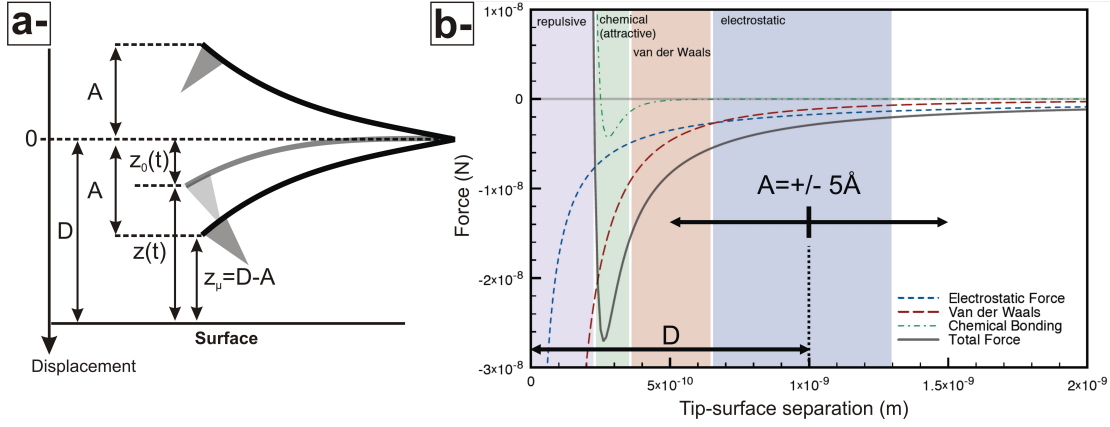 a-
A
0
z₀(t)
A
D
z(t)
zμ=D-A
Surface
Displacement
b-
1×10⁻⁸
0
-1×10⁻⁸
-2×10⁻⁸
-3×10⁻⁸
Force (N)
repulsive
chemical
(attractive)
van der Waals
electrostatic
A=+/- 5Å
D
Electrostatic Force
Van der Waals
Chemical Bonding
Total Force
0
5×10⁻¹⁰
1×10⁻⁹
1.5×10⁻⁹
2×10⁻⁹
Tip-surface separation (m)